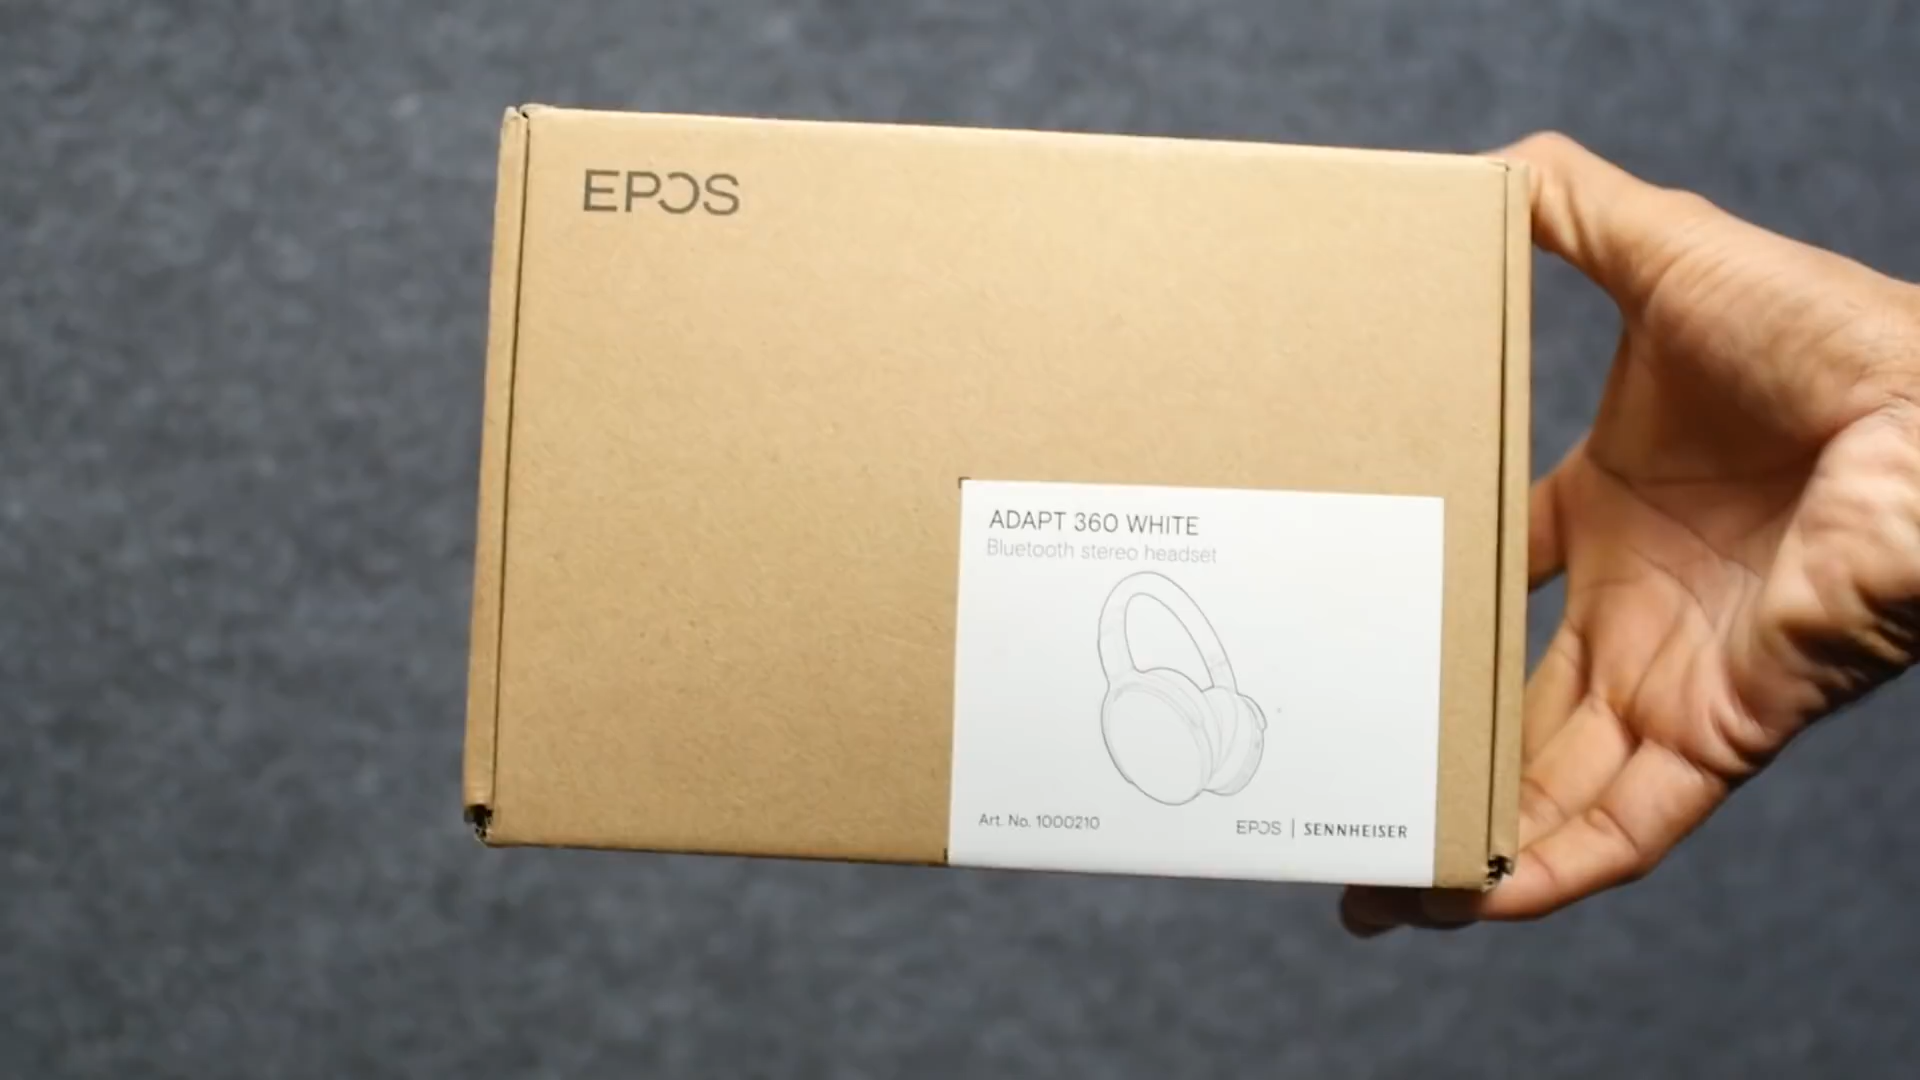 EPOS
ADAPT 360 WHITE
Bluetooth stereo headset
Art. No. 1000210
EPOS | SENNHEISER